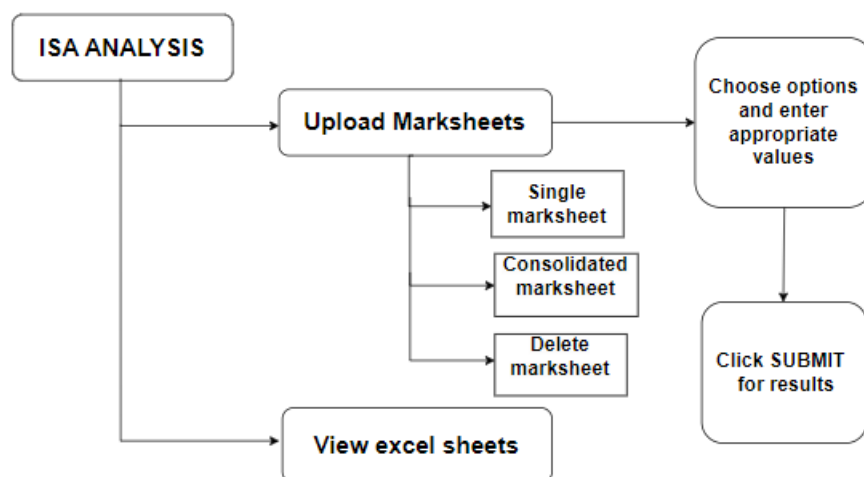 ISA ANALYSIS
Upload Marksheets
Choose options
and enter
appropriate
values
Single
marksheet
Consolidated
marksheet
Delete
marksheet
Click SUBMIT
for results
View excel sheets